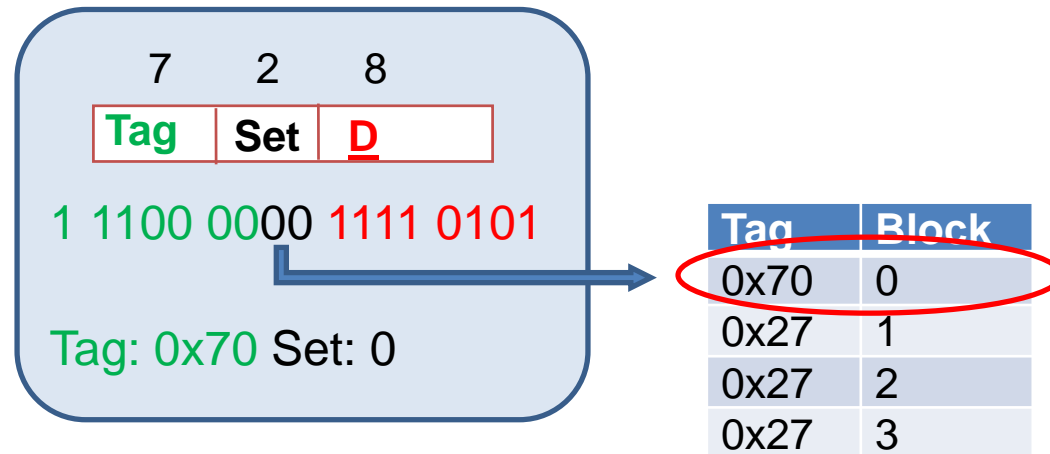 7 2 8
Tag Set D
1 1100 0000 1111 0101
Tag: 0x70 Set: 0
Tag Block
0x70 0
0x27 1
0x27 2
0x27 3